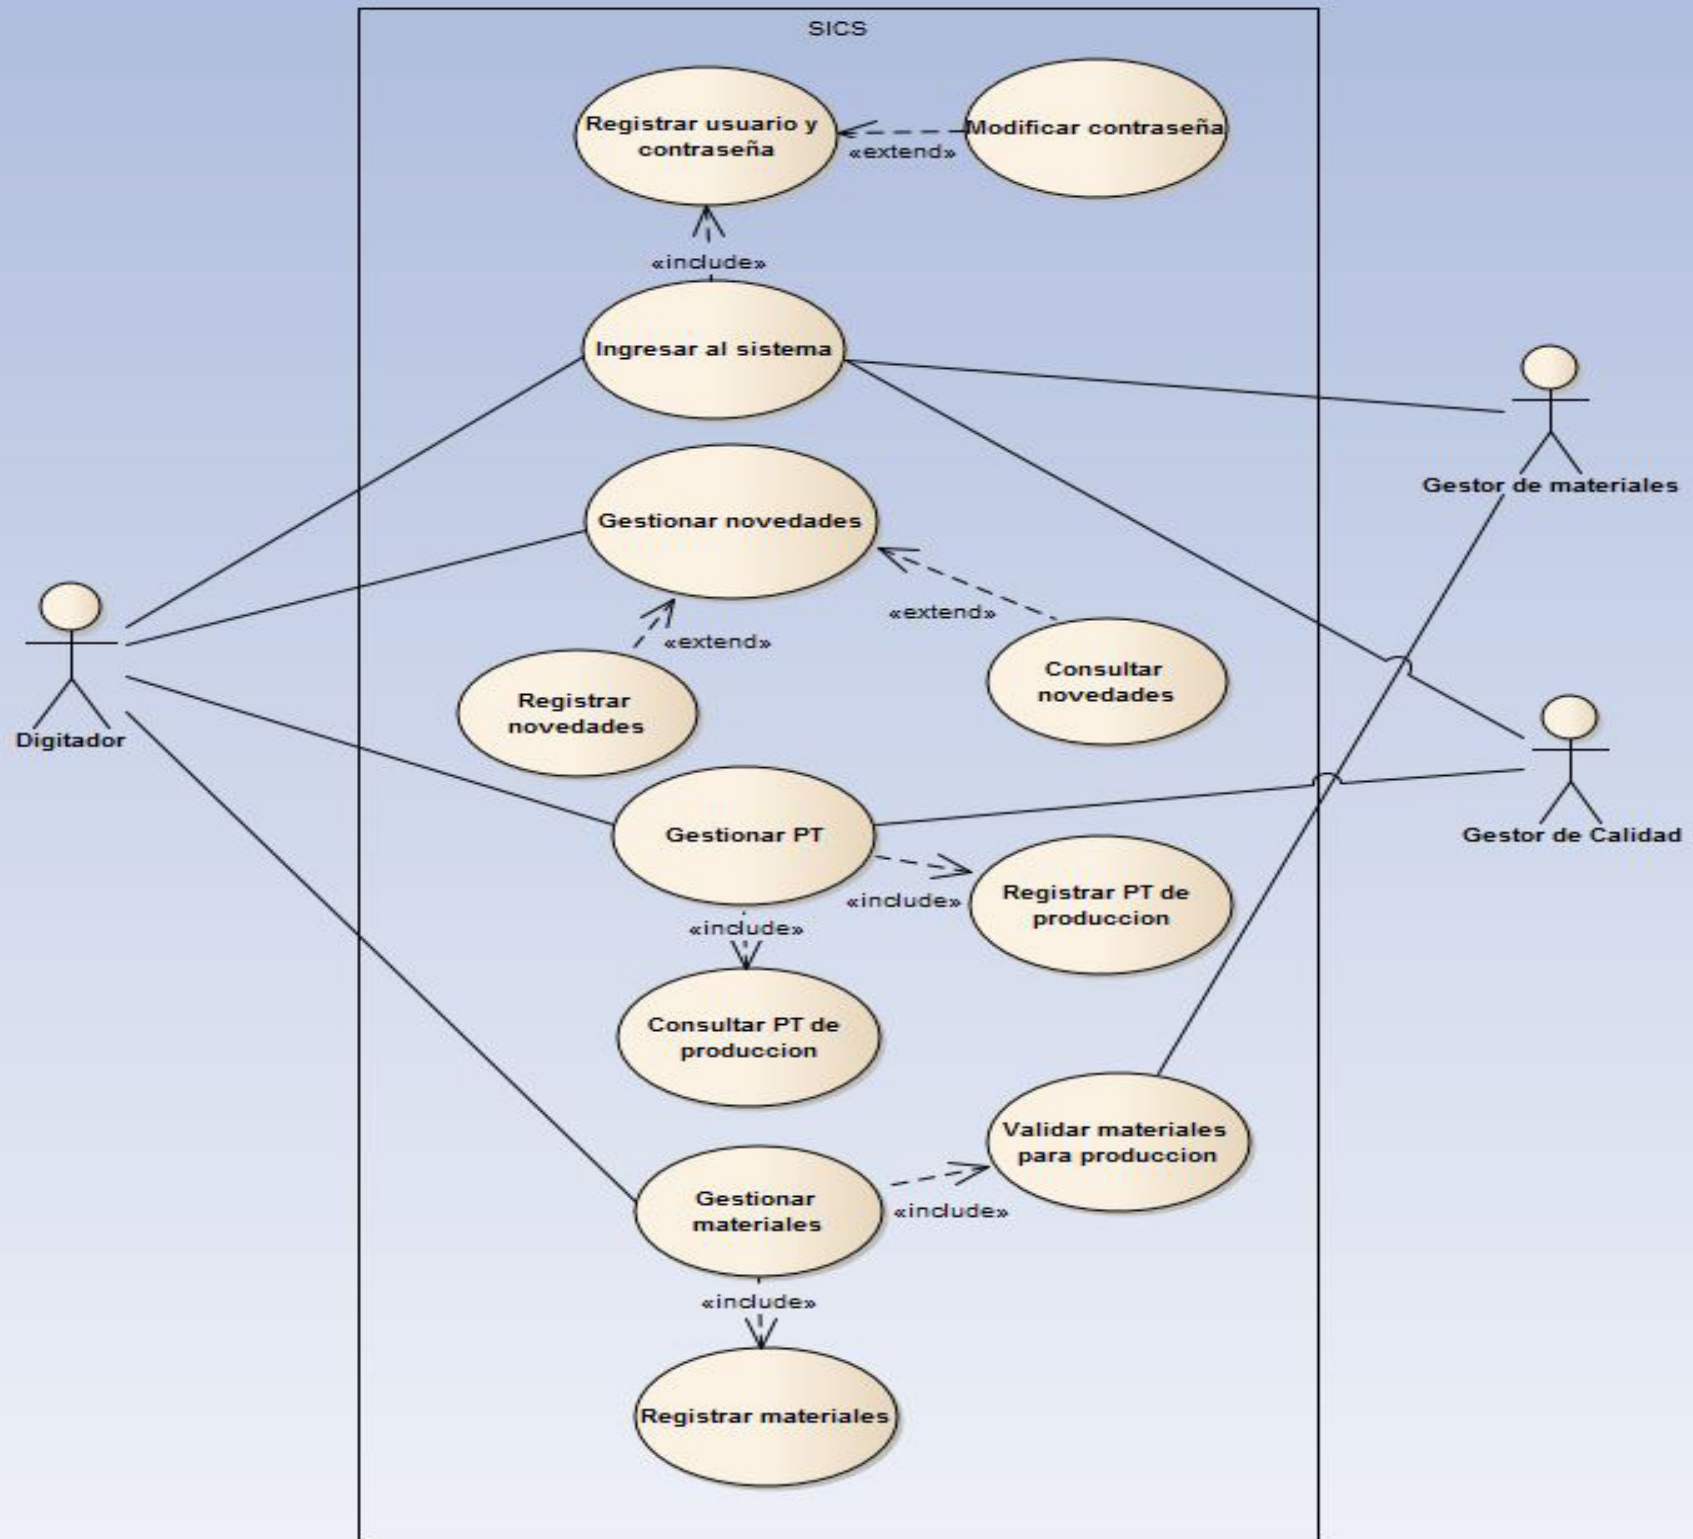 SICS
Registrar usuario y
contraseña
«extend»
Modificar contraseña
«include»
Ingresar al sistema
Gestor de materiales
Gestionar novedades
«extend»
«extend»
Registrar
novedades
Consultar
novedades
Digitador
Gestionar PT
Gestor de Calidad
«include»
Registrar PT de
produccion
«include»
Consultar PT de
produccion
Validar materiales
para produccion
Gestionar
materiales
«include»
«include»
Registrar materiales